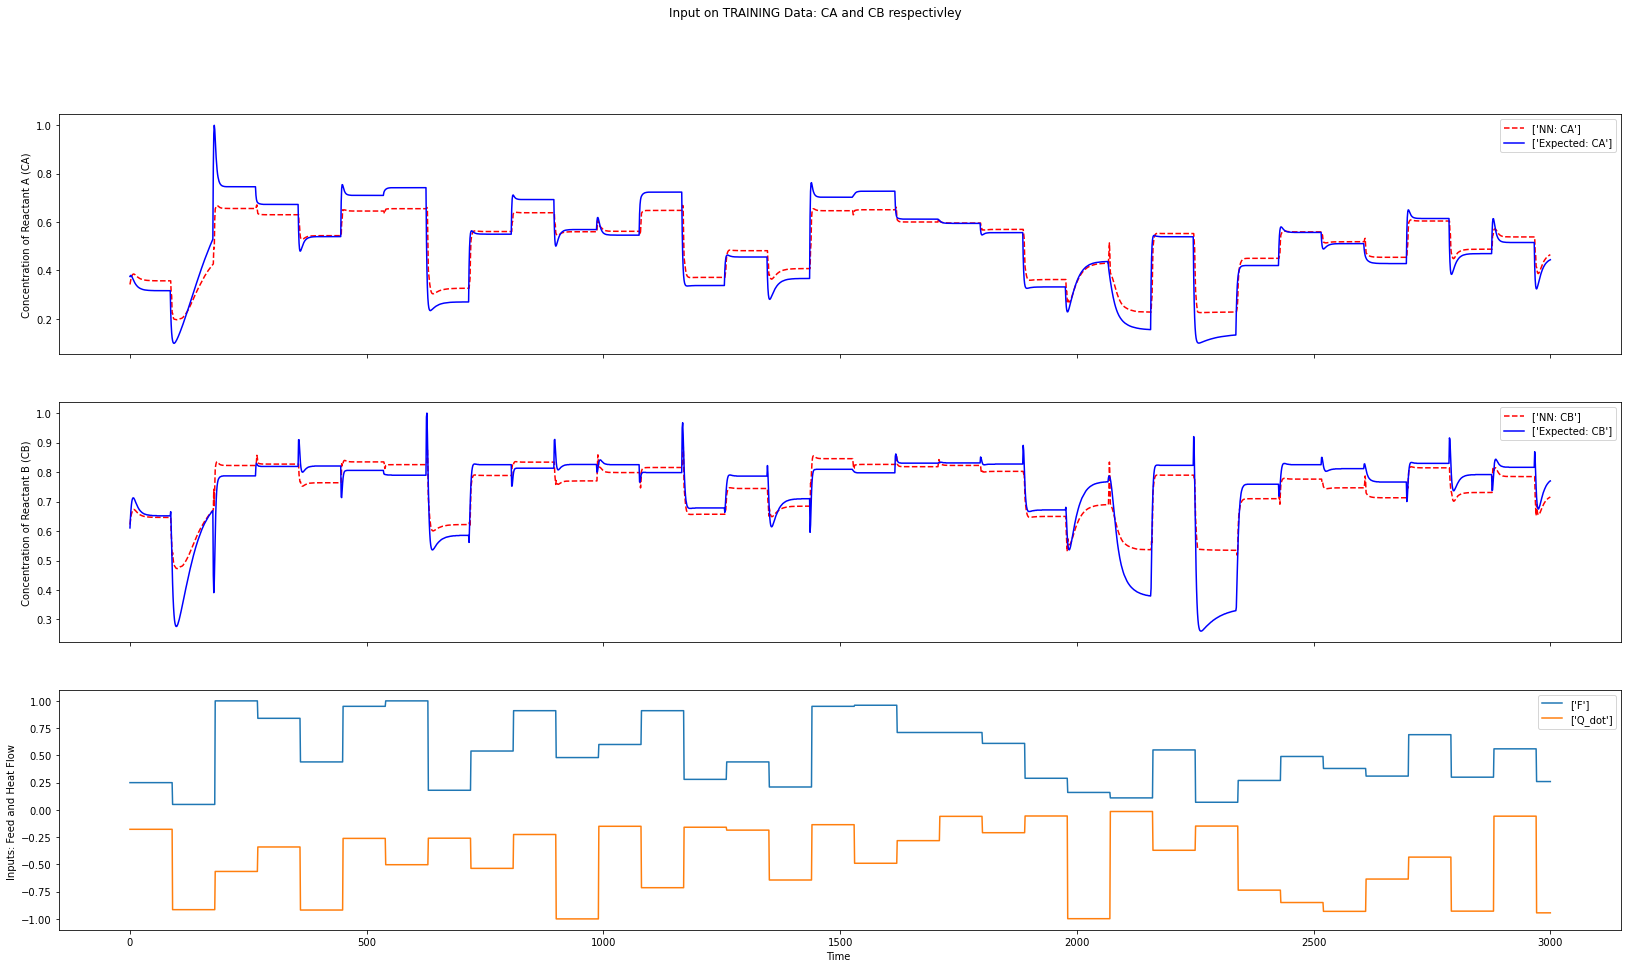 Input on TRAINING Data: CA and CB respectivley
Concentration of Reactant A (CA)
1.0
0.8
0.6
0.4
0.2
['NN: CA']
['Expected: CA']
Concentration of Reactant B (CB)
1.0
0.9
0.8
0.7
0.6
0.5
0.4
0.3
['NN: CB']
['Expected: CB']
Inputs: Feed and Heat Flow
1.00
0.75
0.50
0.25
0.00
−0.25
−0.50
−0.75
−1.00
['F']
['Q_dot']
0 500 1000 1500 2000 2500 3000
Time